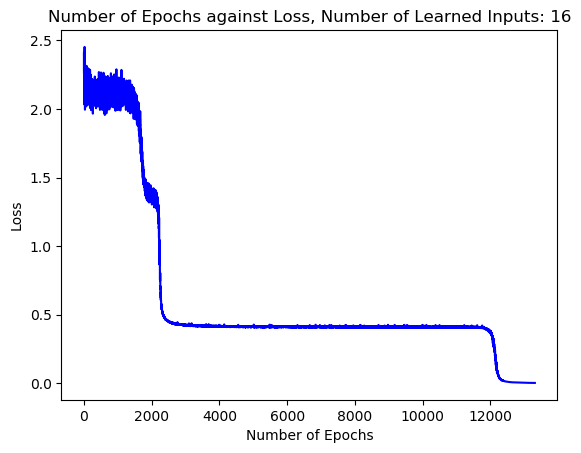 Number of Epochs against Loss, Number of Learned Inputs: 16
2.5
2.0
1.5
1.0
0.5
0.0
Loss
0 2000 4000 6000 8000 10000 12000
Number of Epochs